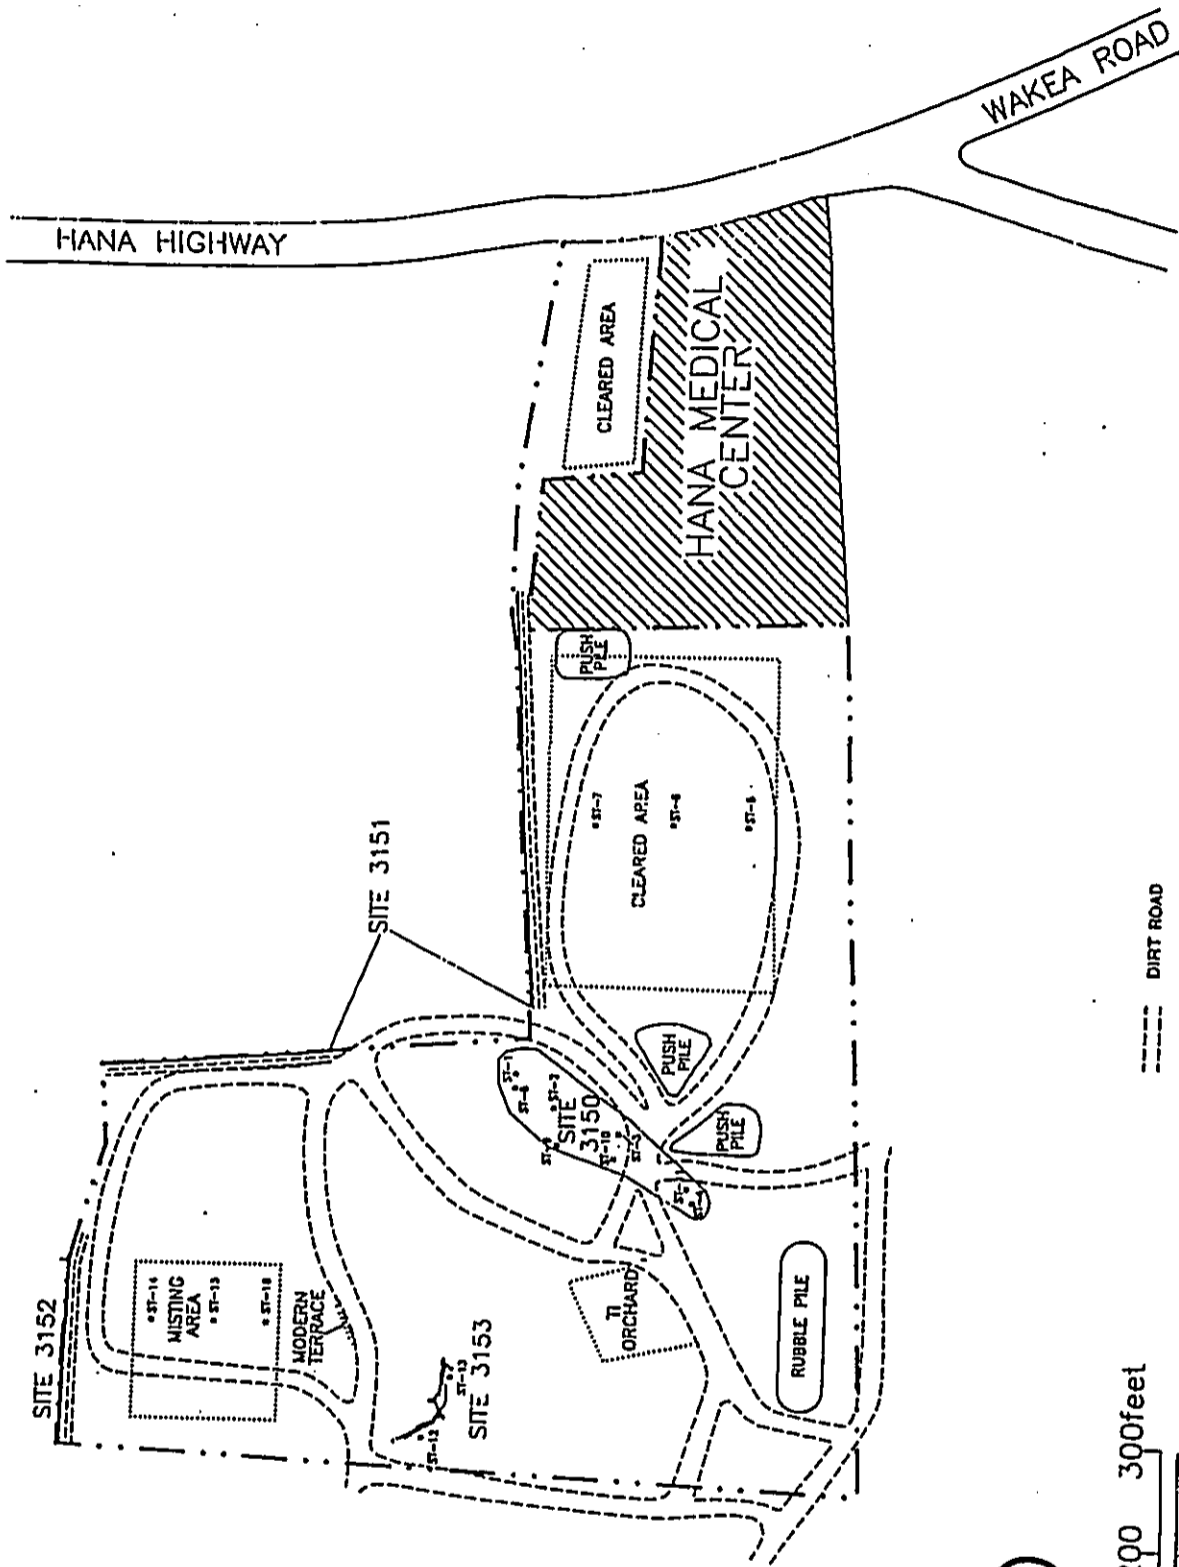 HANA HIGHWAY
WAKEA ROAD
CLEARED AREA
HANA MEDICAL
CENTER
PUSH
PILE
SITE 3151
ST-7
CLEARED AREA
PUSH
PILE
PUSH
PILE
ST-1
ST-2
SITE
3150
ST-10
ST-3
ST-4
SITE 3152
ST-14
MISTING
AREA
ST-13
MODERN
TERRACE
ST-13
ST-12
SITE 3153
TI
ORCHARD
RUBBLE PILE
DIRT ROAD
300feet